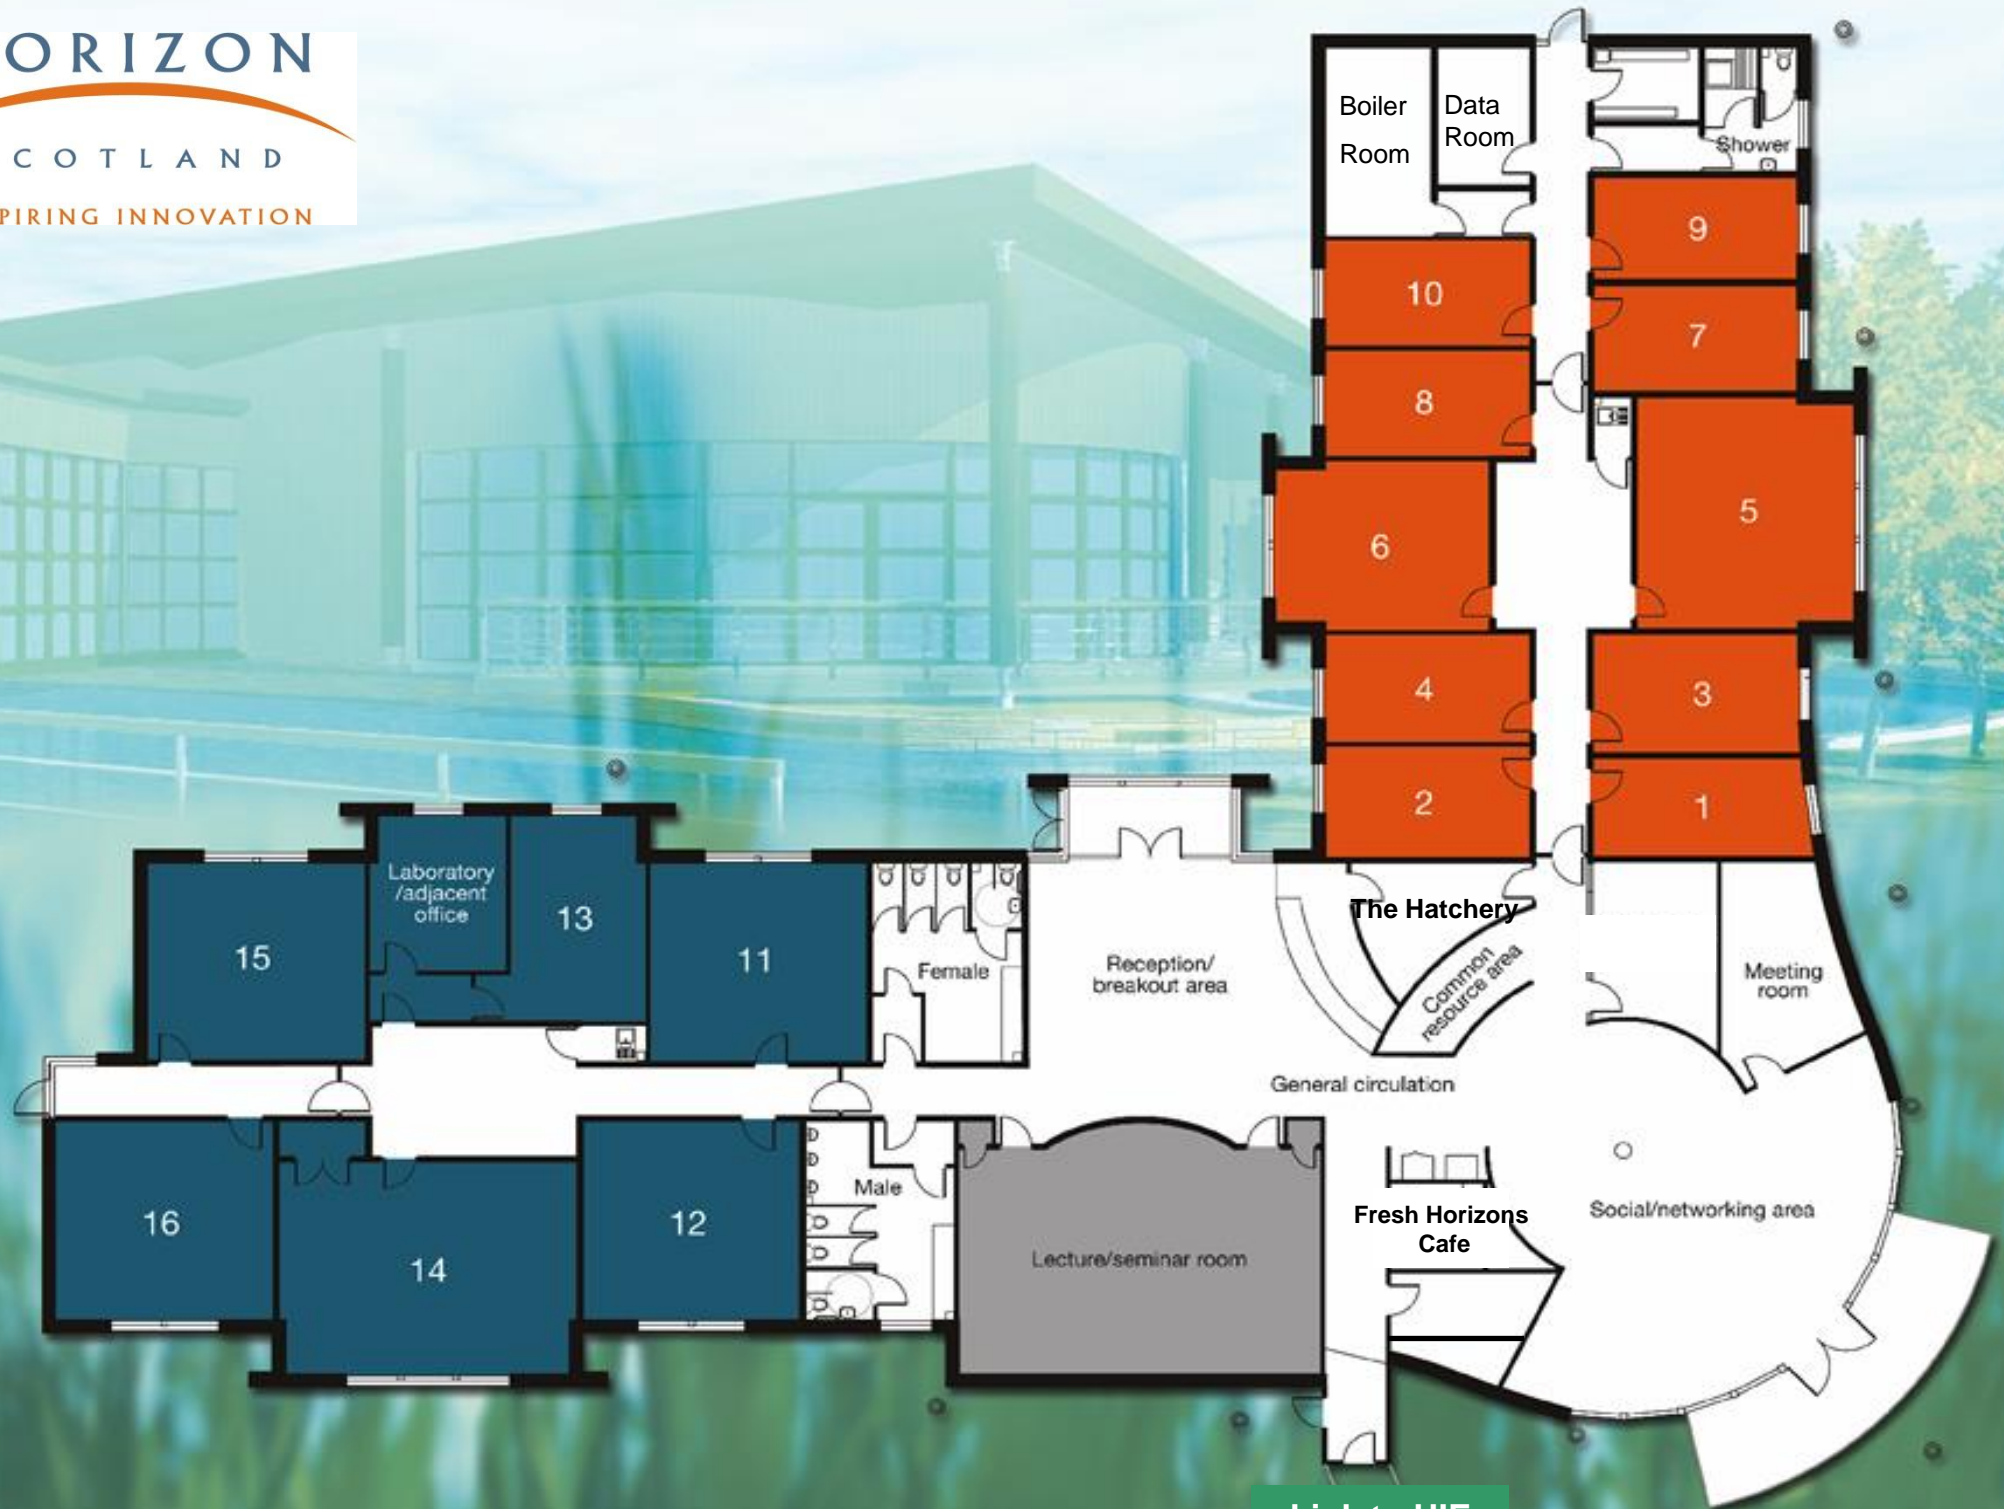 ORIZON
COTLAND
PIRING INNOVATION
Boiler
Room
Data
Room
Shower
9
10
7
8
5
6
4
3
2
1
Laboratory
/adjacent
office
13
15
11
Female
Reception/
breakout area
The Hatchery
Common
resource area
Meeting
room
General circulation
16
14
12
Male
Lecture/seminar room
Fresh Horizons
Cafe
Social/networking area